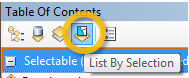 Table Of Contents
Selectable (
List By Selection